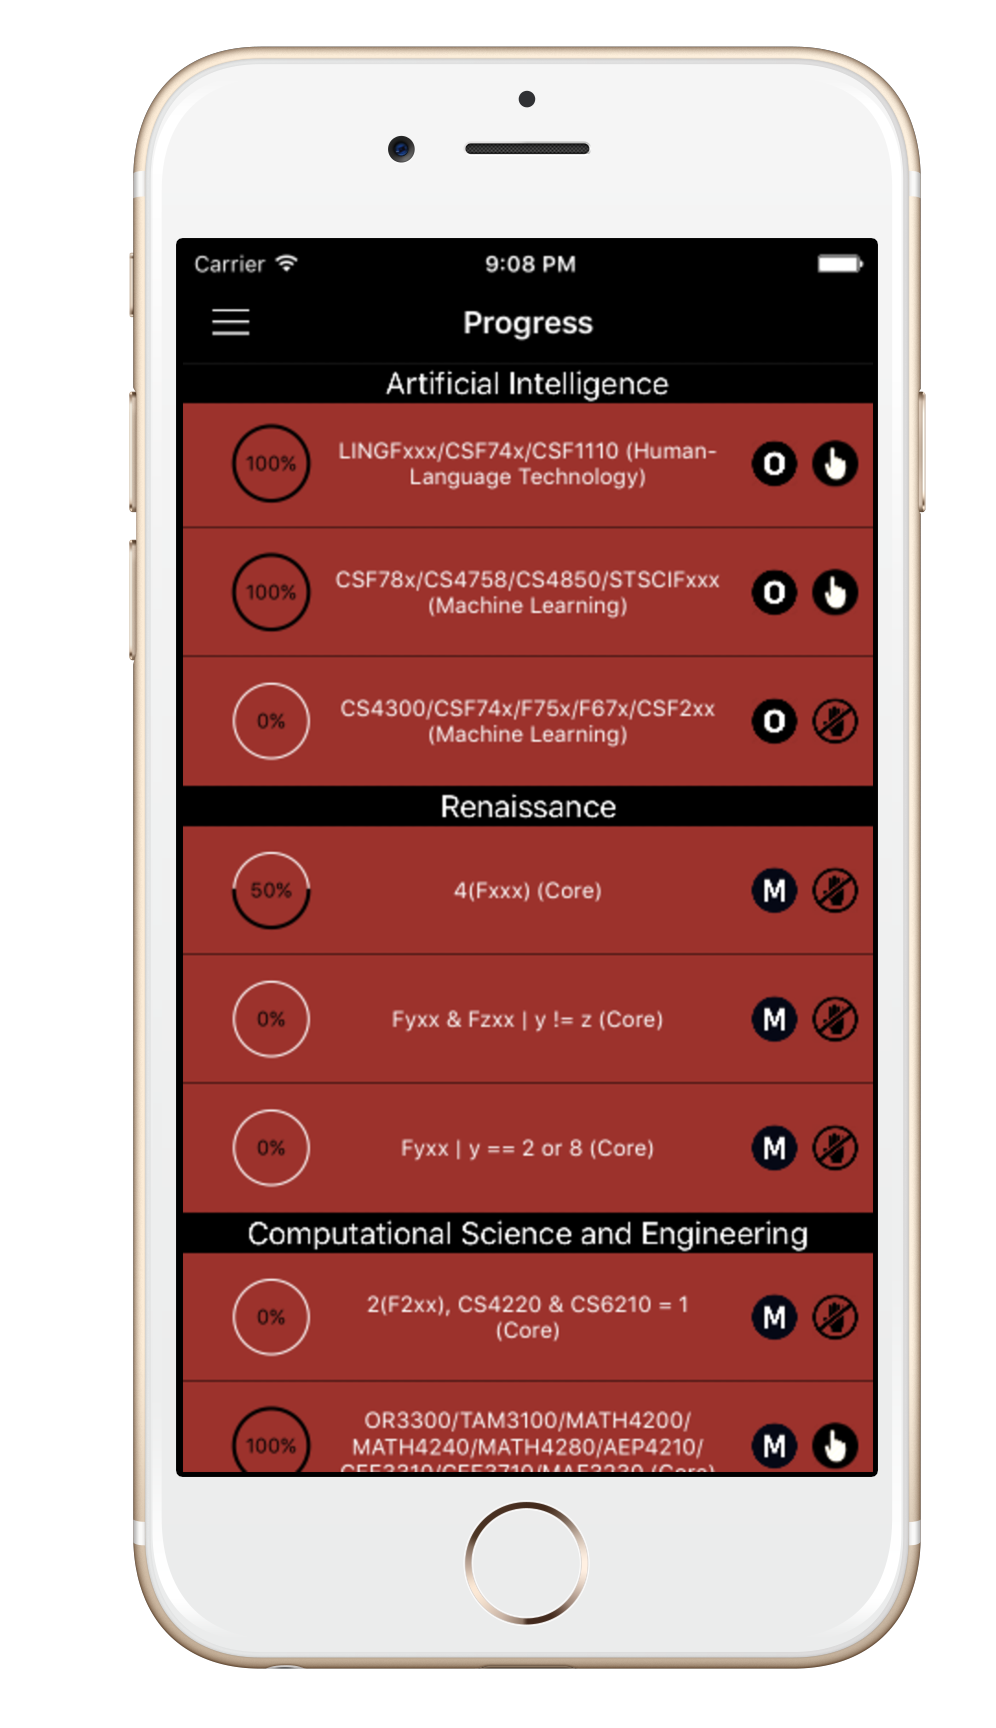 Carrier 9:08 PM
Progress
Artificial Intelligence
100% LINGFxxx/CSF74x/CSF1110 (Human-
Language Technology) O
100% CSF78x/CS4758/CS4850/STSCIFxxx
(Machine Learning) O
0% CS4300/CSF74x/F75x/F67x/CSF2xx
(Machine Learning) O
Renaissance
50% 4(Fxxx) (Core) M
0% Fyxx & Fzxx | y != z (Core) M
0% Fyxx | y == 2 or 8 (Core) M
Computational Science and Engineering
0% 2(F2xx), CS4220 & CS6210 = 1
(Core) M
OR3300/TAM3100/MATH4200/
100% MATH4240/MATH4280/AEP4210/ M